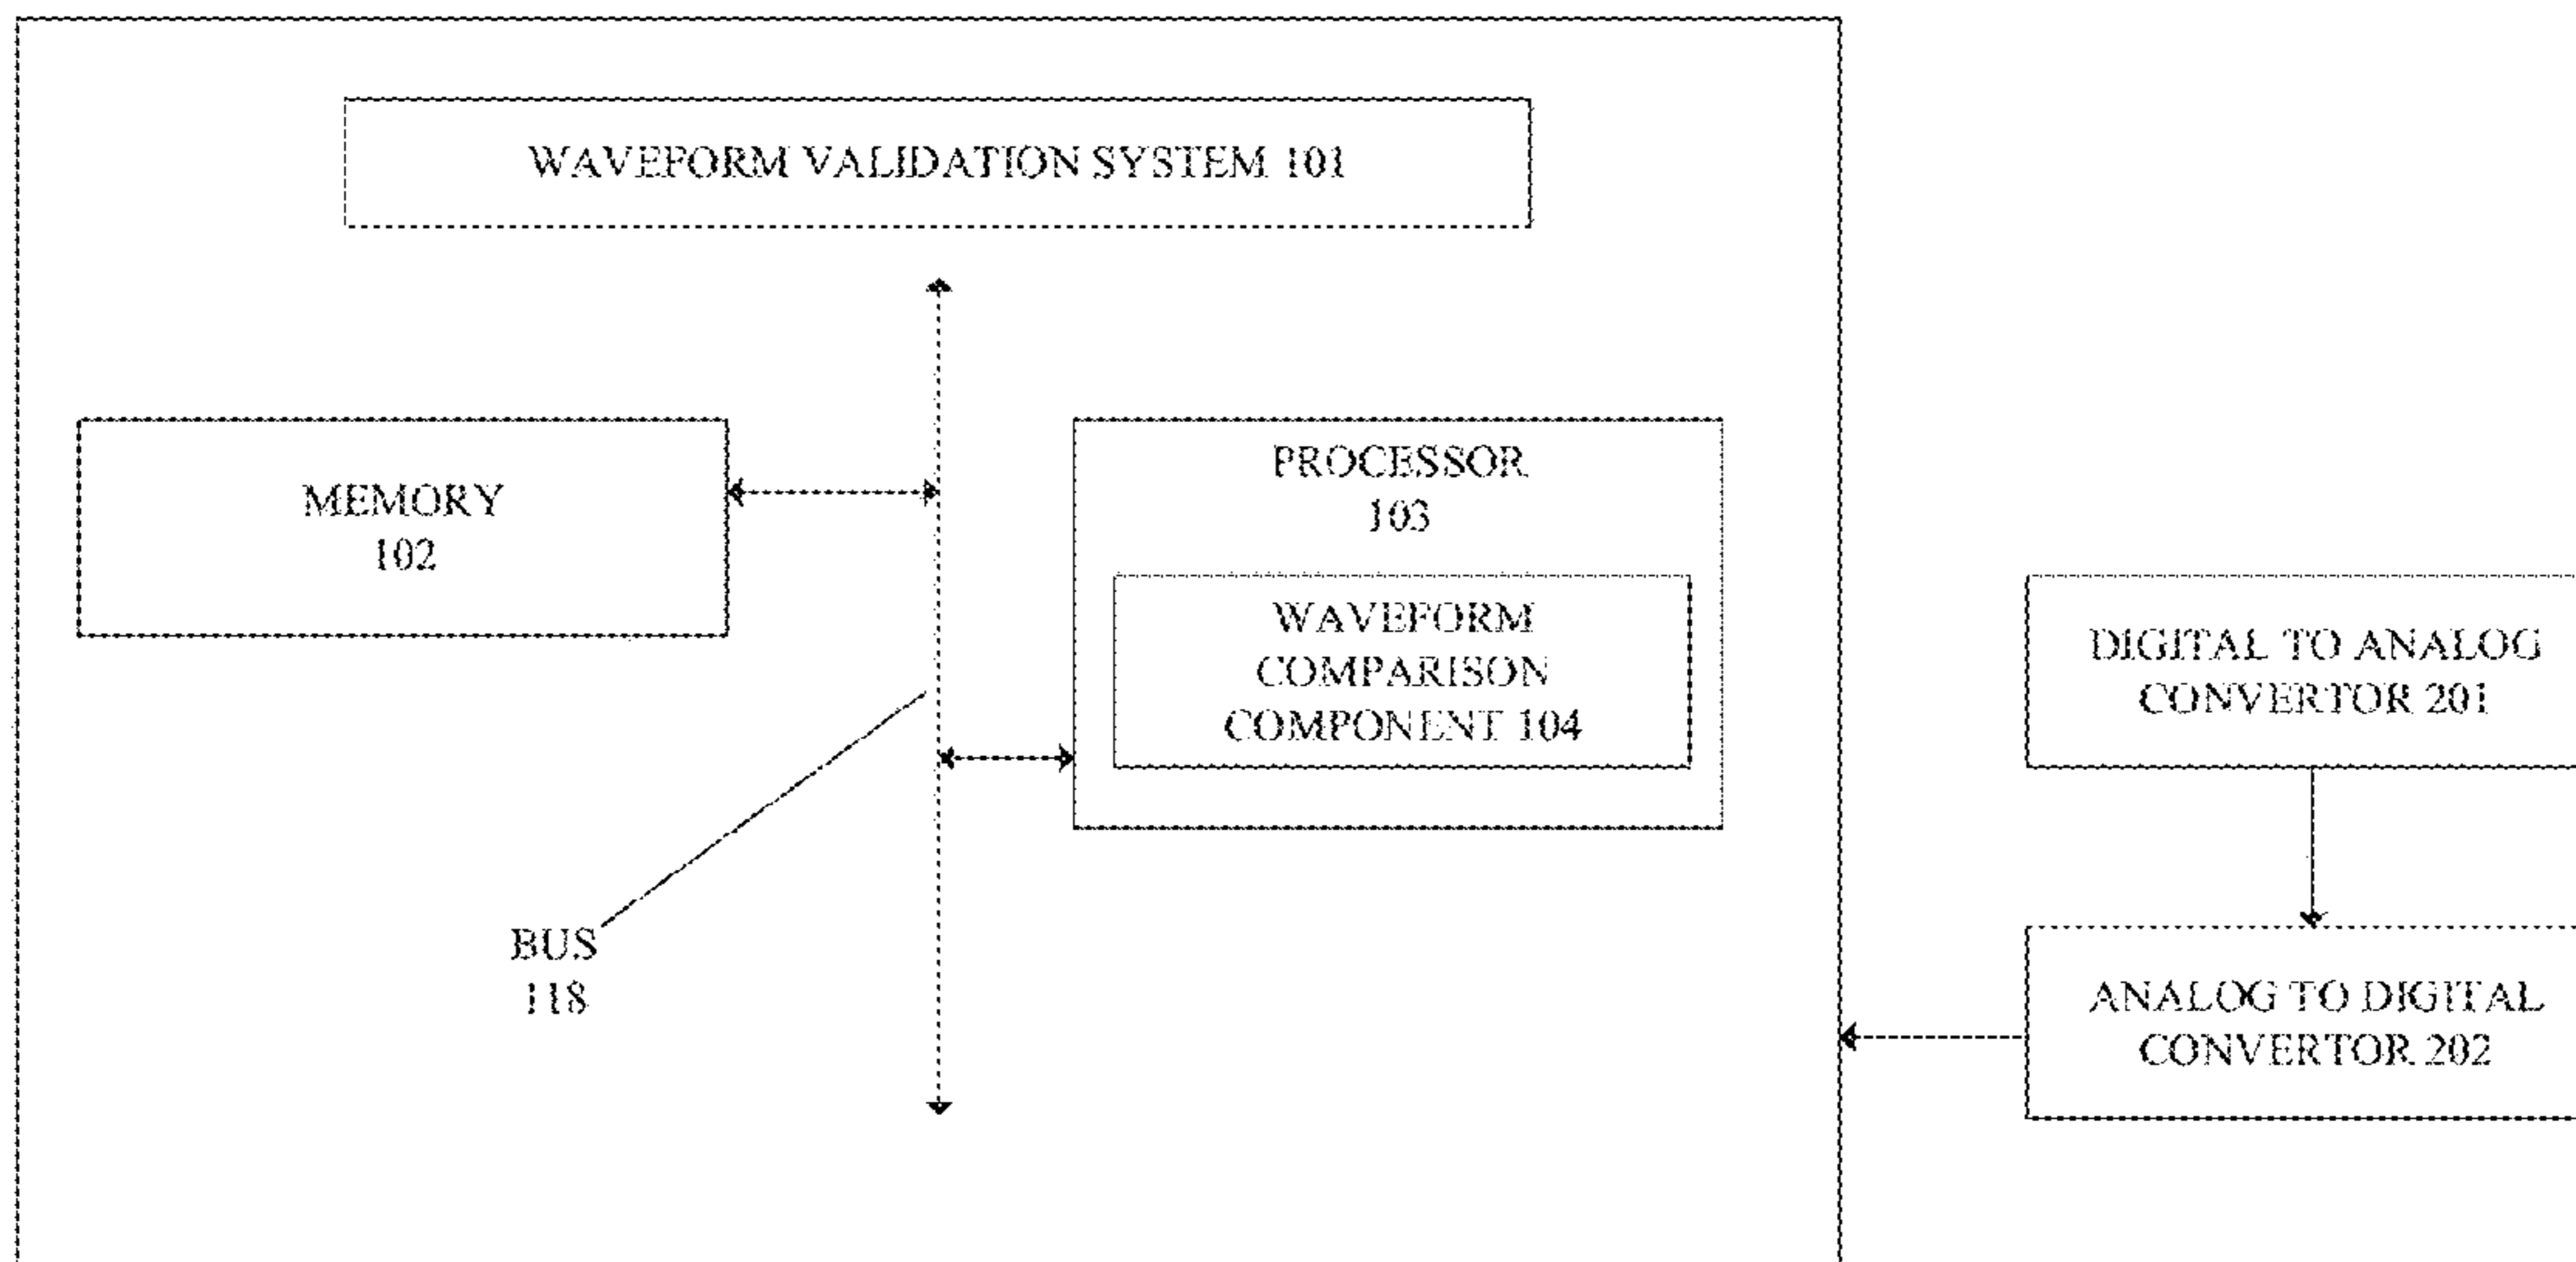 WAVEFORM VALIDATION SYSTEM 101
MEMORY
102
PROCESSOR
103
WAVEFORM
COMPARISON
COMPONENT 104
BUS
118
DIGITAL TO ANALOG
CONVERTOR 201
ANALOG TO DIGITAL
CONVERTOR 202